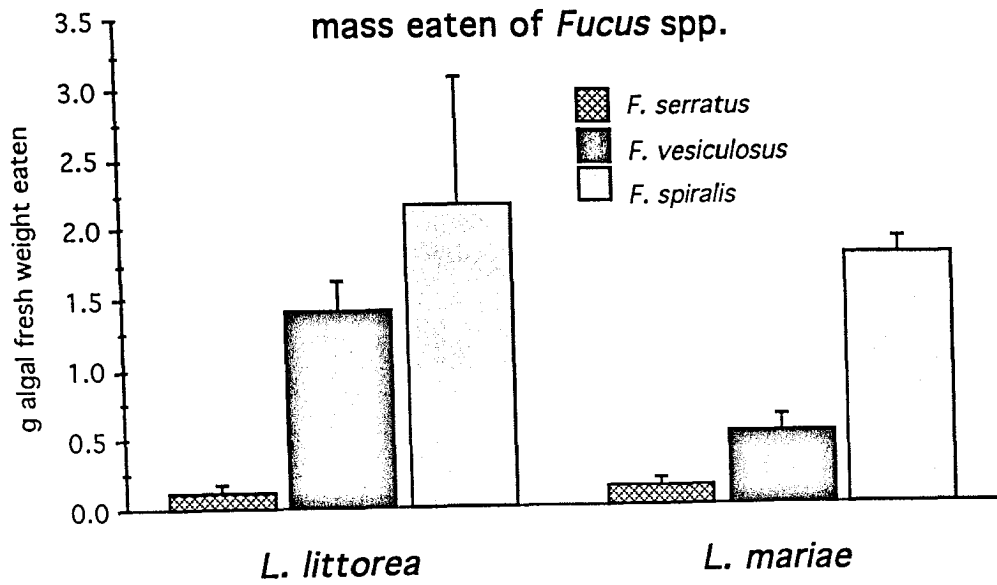 mass eaten of Fucus spp.
3.5
3.0
2.5
2.0
1.5
1.0
0.5
0.0
g algal fresh weight eaten
F. serratus
F. vesiculosus
F. spiralis
L. littorea
L. mariae